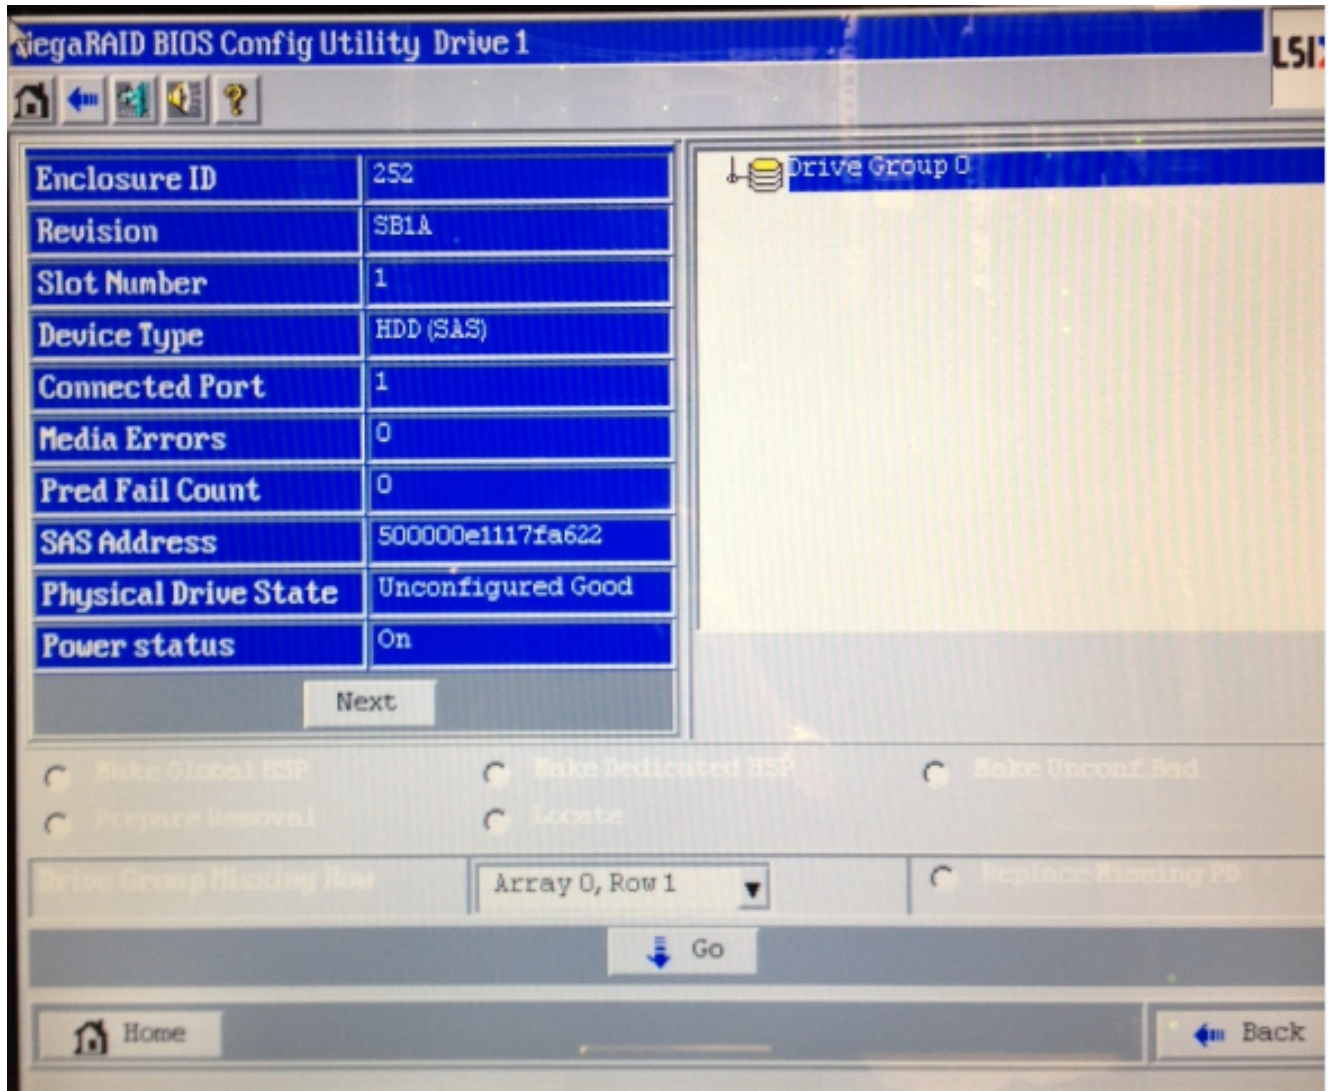 egaRAID BIOS Config Utility Drive 1
LSI
Enclosure ID 252
Revision SB1A
Slot Number 1
Device Type HDD (SAS)
Connected Port 1
Media Errors 0
Pred Fail Count 0
SAS Address 500000e1117fa622
Physical Drive State Unconfigured Good
Power status On
Next
Drive Group 0
Make Global HSP Make Dedicated HSP Make Unconf Bad
Prepare Removal Locate
Drive Group Missing Row Array 0, Row 1 Replace Missing PD
Go
Home Back